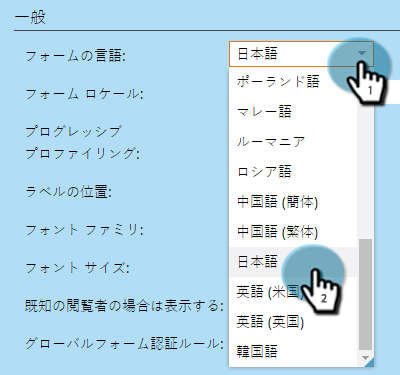 一般
フォームの言語:
日本語
1
フォーム ロケール:
プログレッシブ
プロファイリング:
ラベルの位置:
フォント ファミリ:
フォント サイズ:
既知の閲覧者の場合は表示する:
グローバルフォーム認証ルール:
ポーランド語
マレー語
ルーマニア
ロシア語
中国語 (簡体)
中国語 (繁体)
日本語
2
英語 (米国)
英語 (英国)
韓国語